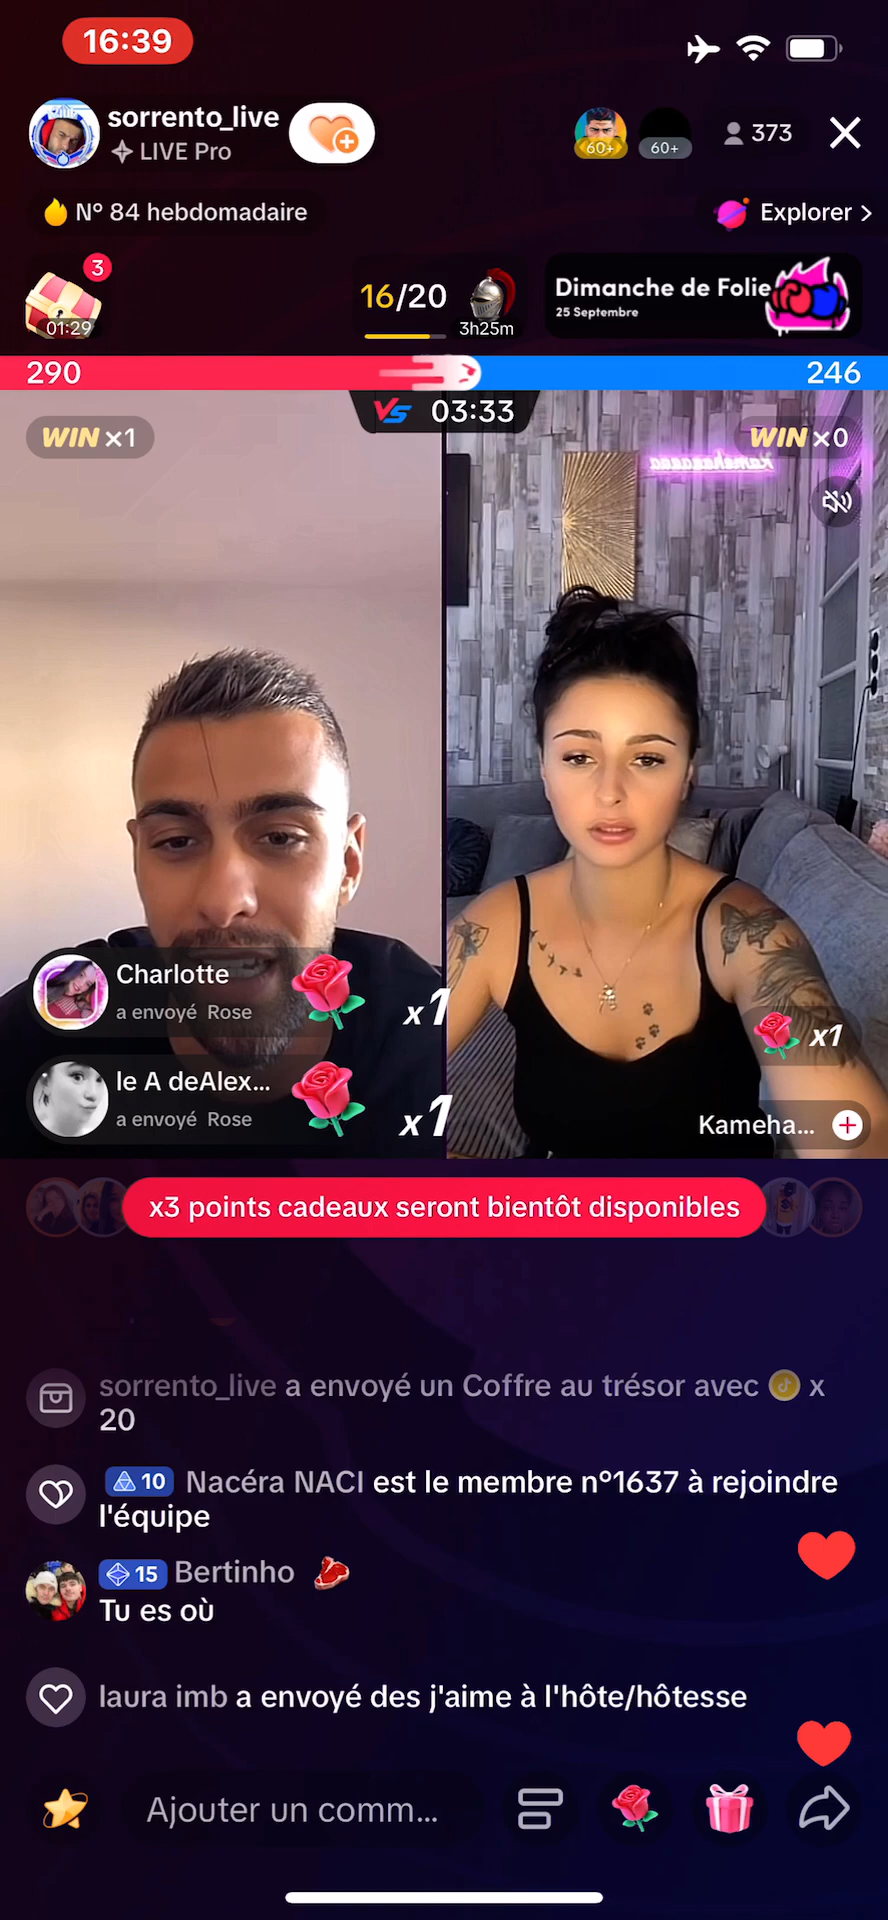 16:39
sorrento_live
LIVE Pro
60+
60+
373
N° 84 hebdomadaire
Explorer >
3
01:29
16/20
3h25m
Dimanche de Folie
25 Septembre
290
246
VS 03:33
WIN x1
WIN x0
Charlotte
a envoyé Rose
x1
x1
le A deAlex...
a envoyé Rose
x1
Kameha...
x3 points cadeaux seront bientôt disponibles
sorrento_live a envoyé un Coffre au trésor avec x
20
10 Nacéra NACI est le membre n°1637 à rejoindre
l'équipe
15 Bertinho
Tu es où
laura imb a envoyé des j'aime à l'hôte/hôtesse
Ajouter un comm...